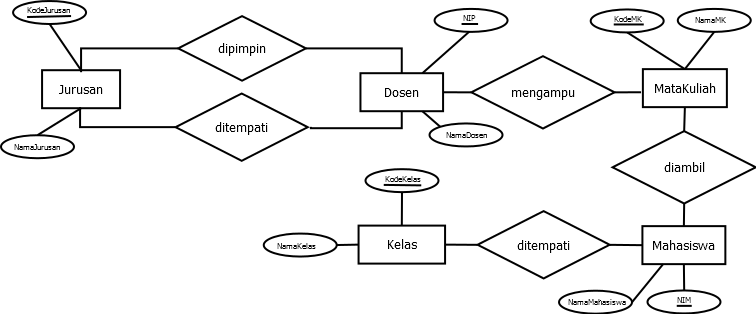 KodeJurusan
NIP
KodeMK
NamaMK
dipimpin
Jurusan
Dosen
mengampu
MataKuliah
ditempati
NamaDosen
NamaJurusan
diambil
KodeKelas
NamaKelas
Kelas
ditempati
Mahasiswa
NamaMahasiswa
NIM